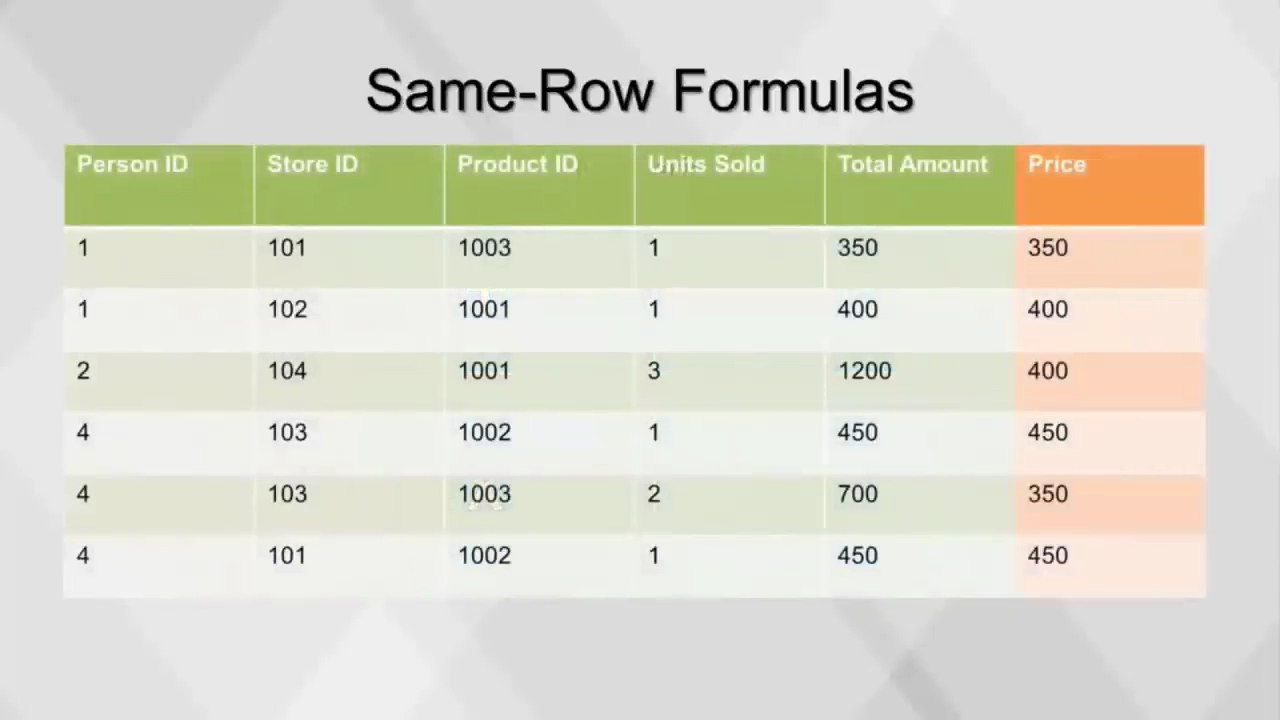 Same-Row Formulas
Person ID Store ID Product ID Units Sold Total Amount Price
1 101 1003 1 350 350
1 102 1001 1 400 400
2 104 1001 3 1200 400
4 103 1002 1 450 450
4 103 1003 2 700 350
4 101 1002 1 450 450